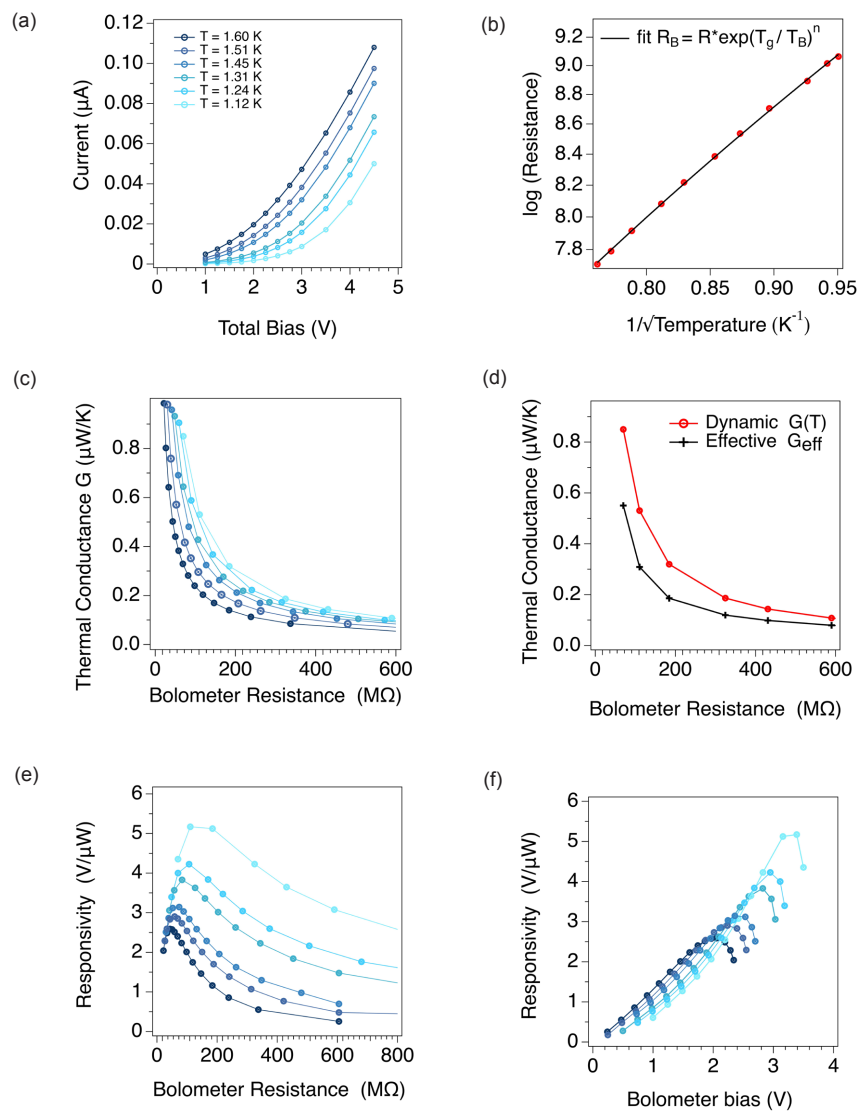 (a)
Current (µA)
0.12
0.10
0.08
0.06
0.04
0.02
0
T = 1.60 K
T = 1.51 K
T = 1.45 K
T = 1.31 K
T = 1.24 K
T = 1.12 K
0 1 2 3 4 5
Total Bias (V)
(b)
log (Resistance)
9.2
9.0
8.8
8.6
8.4
8.2
8.0
7.8
fit R_B = R*exp(T_g / T_B)^n
0.80 0.85 0.90 0.95
1/√Temperature (K⁻¹)
(c)
Thermal Conductance G (µW/K)
0.8
0.6
0.4
0.2
0.0
0 200 400 600
Bolometer Resistance (MΩ)
(d)
Thermal Conductance (µW/K)
0.8
0.6
0.4
0.2
0.0
Dynamic G(T)
Effective G_eff
0 200 400 600
Bolometer Resistance (MΩ)
(e)
Responsivity (V/µW)
6
5
4
3
2
1
0
0 200 400 600 800
Bolometer Resistance (MΩ)
(f)
Responsivity (V/µW)
6
5
4
3
2
1
0
0 1 2 3 4
Bolometer bias (V)